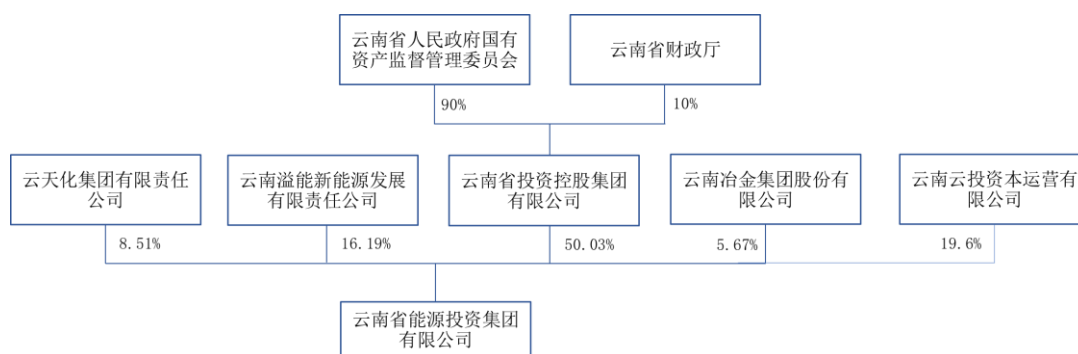 云南省人民政府国有
资产监督管理委员会
云南省财政厅
90%
10%
云天化集团有限责任
公司
云南溢能新能源发展
有限责任公司
云南省投资控股集团
有限公司
云南冶金集团股份有
限公司
云南云投资本运营有
限公司
8.51%
16.19%
50.03%
5.67%
19.6%
云南省能源投资集团
有限公司